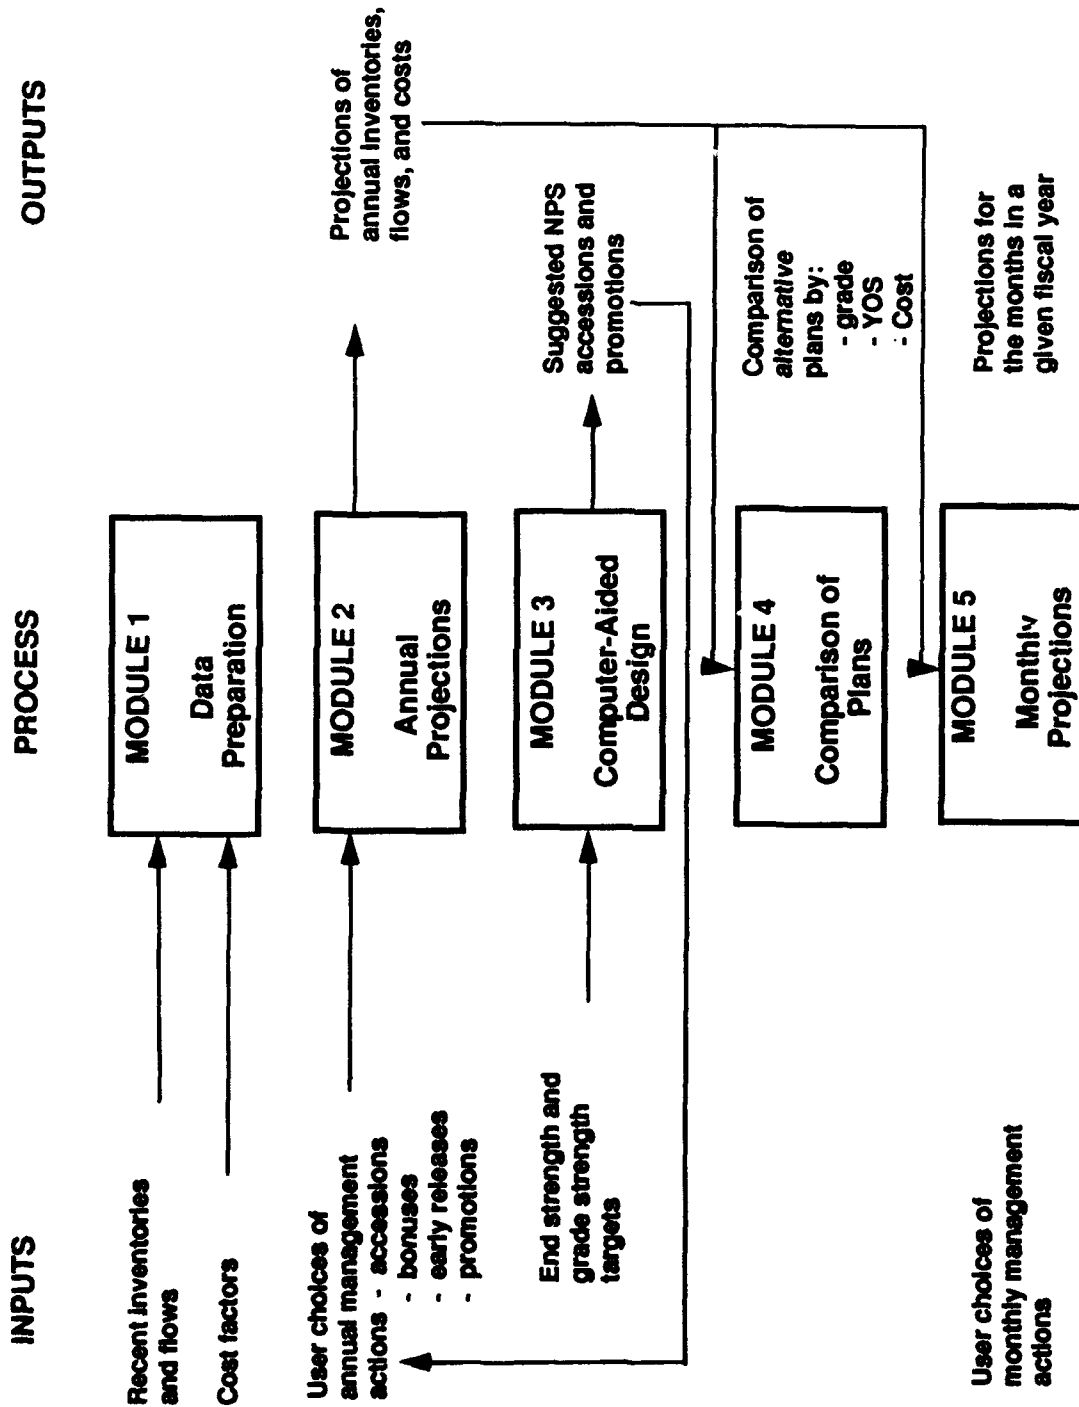 INPUTS
PROCESS
OUTPUTS
Recent inventories
and flows
Cost factors
MODULE 1
Data
Preparation
User choices of
annual management
actions - accessions
- bonuses
- early releases
- promotions
MODULE 2
Annual
Projections
Projections of
annual inventories,
flows, and costs
End strength and
grade strength
targets
MODULE 3
Computer-Aided
Design
Suggested NPS
accessions and
promotions
MODULE 4
Comparison of
Plans
Comparison of
alternative
plans by:
- grade
- YOS
- Cost
User choices of
monthly management
actions
MODULE 5
Monthly
Projections
Projections for
the months in a
given fiscal year